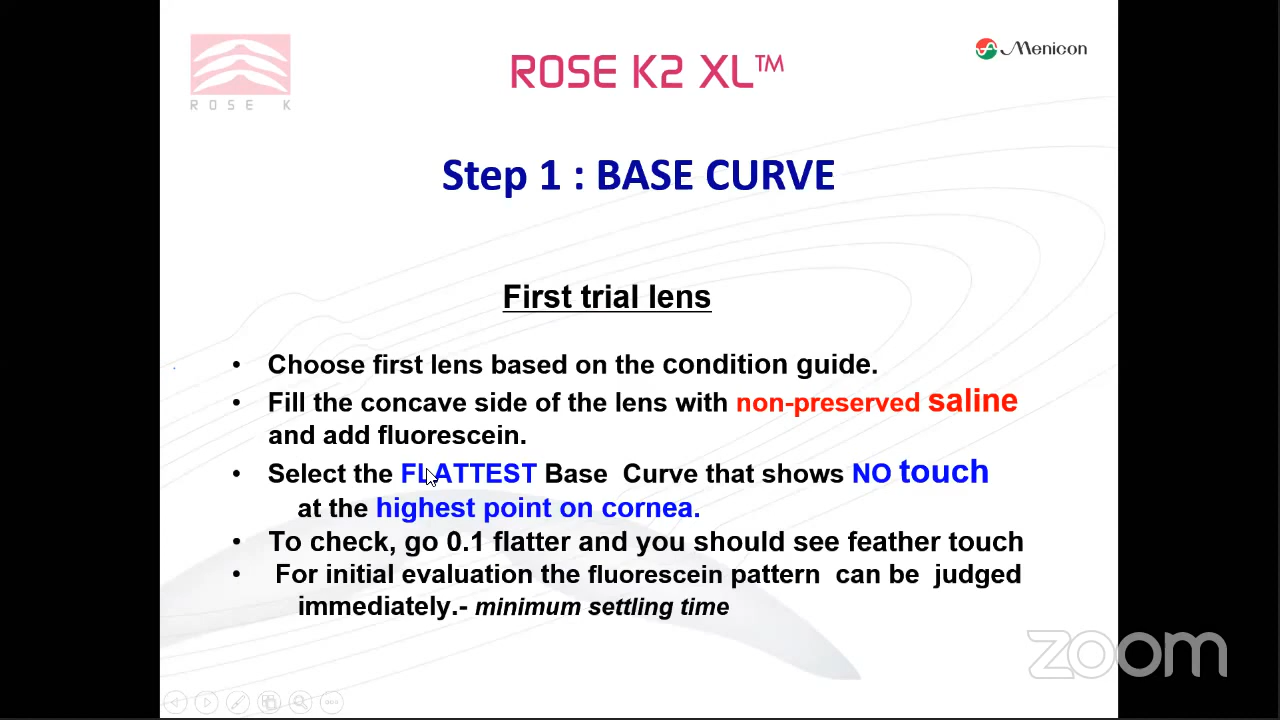 ROSE K
ROSE K2 XL™
Menicon
Step 1 : BASE CURVE
First trial lens
• Choose first lens based on the condition guide.
• Fill the concave side of the lens with non-preserved saline
and add fluorescein.
• Select the FLATTEST Base Curve that shows NO touch
at the highest point on cornea.
• To check, go 0.1 flatter and you should see feather touch
• For initial evaluation the fluorescein pattern can be judged
immediately.- minimum settling time
zoom